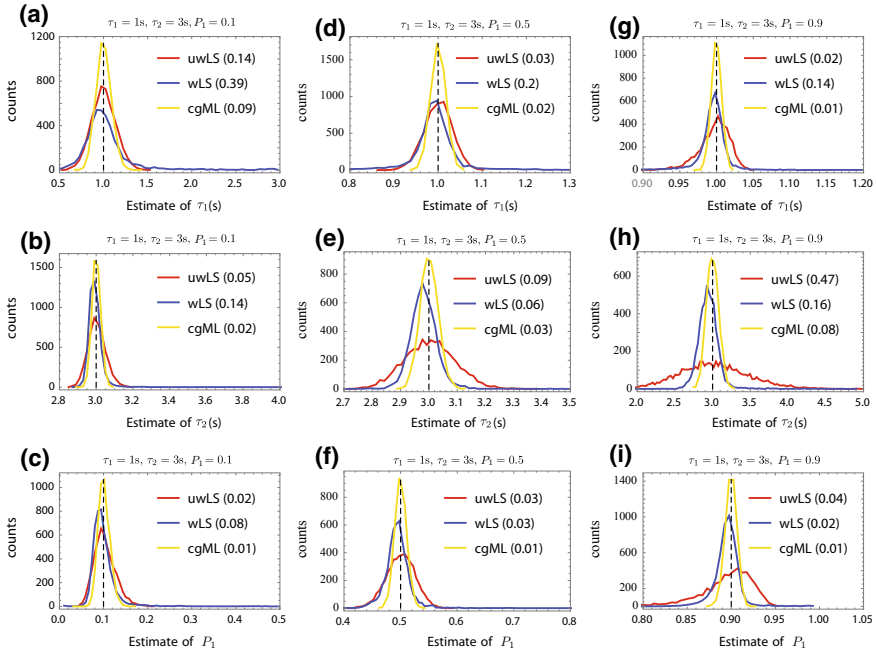 (a)
τ₁ = 1s, τ₂ = 3s, P₁ = 0.1
counts
1200
1000
800
600
400
200
0
uwLS (0.14)
wLS (0.39)
cgML (0.09)
0.5 1.0 1.5 2.0 2.5 3.0
Estimate of τ₁(s)
(d)
τ₁ = 1s, τ₂ = 3s, P₁ = 0.5
1500
1000
500
0
uwLS (0.03)
wLS (0.2)
cgML (0.02)
0.8 0.9 1.0 1.1 1.2 1.3
Estimate of τ₁(s)
(g)
τ₁ = 1s, τ₂ = 3s, P₁ = 0.9
counts
1000
800
600
400
200
0
uwLS (0.02)
wLS (0.14)
cgML (0.01)
0.90 0.95 1.00 1.05 1.10 1.20
Estimate of τ₁(s)
(b)
τ₁ = 1s, τ₂ = 3s, P₁ = 0.1
counts
1500
1000
500
0
uwLS (0.05)
wLS (0.14)
cgML (0.02)
2.8 3.0 3.2 3.4 3.6 3.8 4.0
Estimate of τ₂(s)
(e)
τ₁ = 1s, τ₂ = 3s, P₁ = 0.5
counts
800
600
400
200
0
uwLS (0.09)
wLS (0.06)
cgML (0.03)
2.7 2.8 2.9 3.0 3.1 3.2 3.3 3.4 3.5
Estimate of τ₂(s)
(h)
τ₁ = 1s, τ₂ = 3s, P₁ = 0.9
counts
600
400
200
0
uwLS (0.47)
wLS (0.16)
cgML (0.08)
2.0 2.5 3.0 3.5 4.0 4.5 5.0
Estimate of τ₂(s)
(c)
τ₁ = 1s, τ₂ = 3s, P₁ = 0.1
counts
1000
800
600
400
200
0
uwLS (0.02)
wLS (0.08)
cgML (0.01)
0.0 0.1 0.2 0.3 0.4 0.5
Estimate of P₁
(f)
τ₁ = 1s, τ₂ = 3s, P₁ = 0.5
counts
800
600
400
200
0
uwLS (0.03)
wLS (0.03)
cgML (0.01)
0.4 0.5 0.6 0.7 0.8
Estimate of P₁
(i)
τ₁ = 1s, τ₂ = 3s, P₁ = 0.9
counts
1400
1200
1000
800
600
400
200
0
uwLS (0.04)
wLS (0.02)
cgML (0.01)
0.80 0.85 0.90 0.95 1.00 1.05
Estimate of P₁